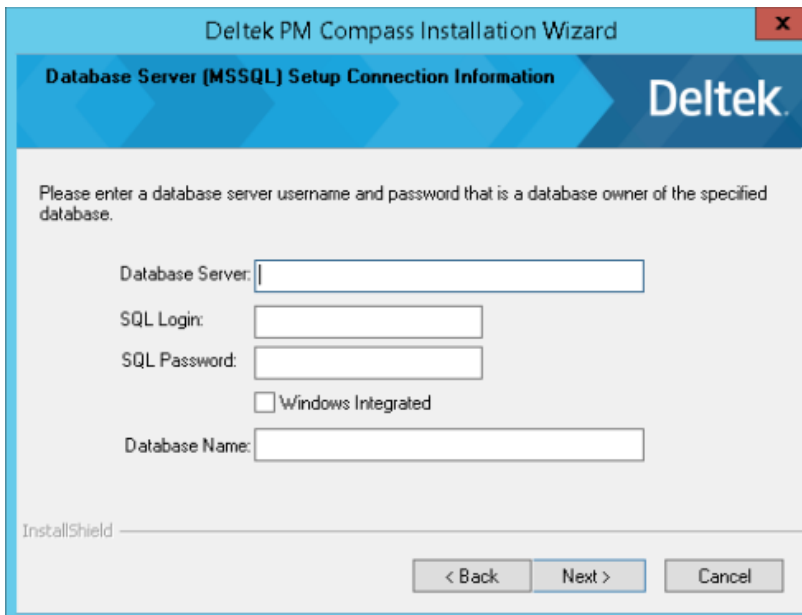 Deltek PM Compass Installation Wizard
x
Database Server (MSSQL) Setup Connection Information
Deltek.
Please enter a database server username and password that is a database owner of the specified
database.
Database Server:
SQL Login:
SQL Password:
Windows Integrated
Database Name:
InstallShield
< Back
Next >
Cancel